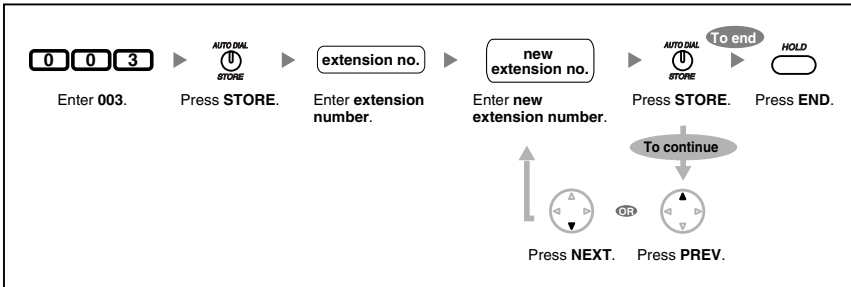 0 0 3
AUTO DIAL
STORE
extension no.
new
extension no.
AUTO DIAL
STORE
To end
HOLD
Enter 003.
Press STORE.
Enter extension
number.
Enter new
extension number.
Press STORE.
Press END.
To continue
OR
Press NEXT.
Press PREV.